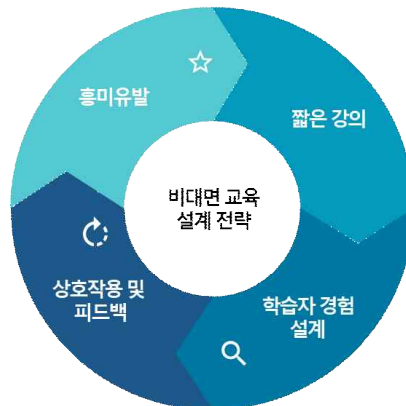 흥미유발
짧은 강의
비대면 교육
설계 전략
학습자 경험
설계
상호작용 및
피드백